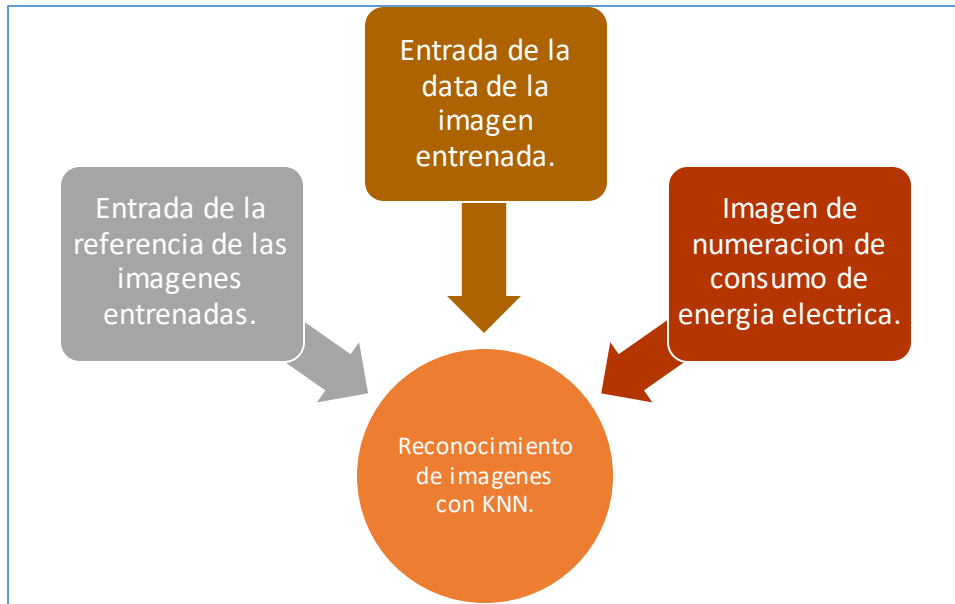 Entrada de la
data de la
imagen
entrenada.
Entrada de la
referencia de las
imagenes
entrenadas.
Imagen de
numeracion de
consumo de
energia electrica.
Reconocimiento
de imagenes
con KNN.